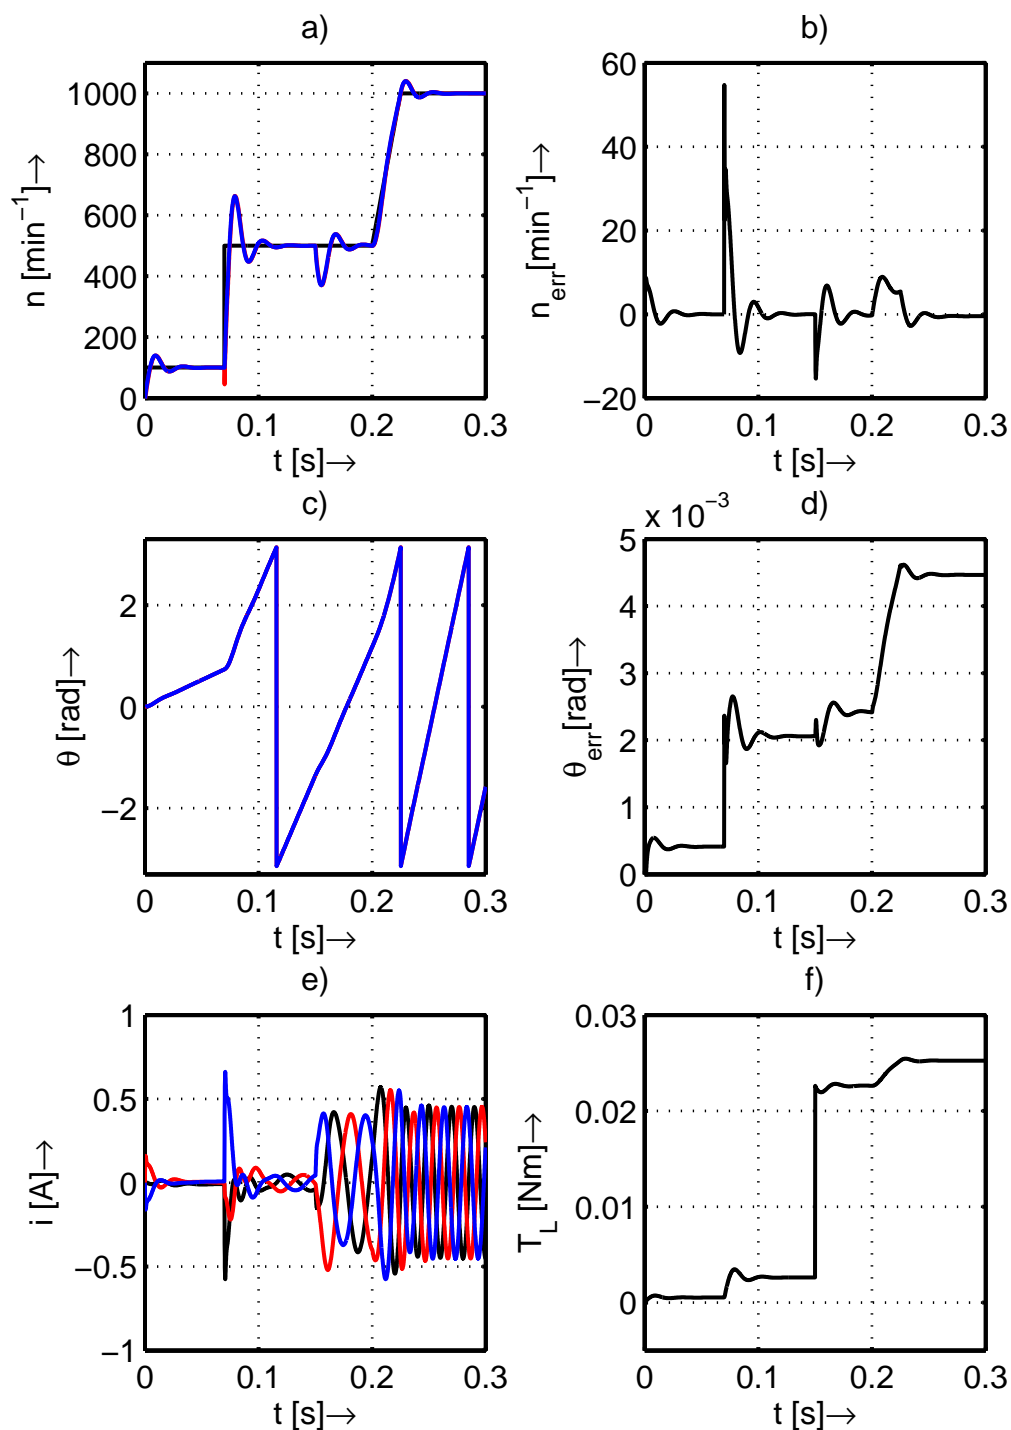 a)
n [min⁻¹]→
1000
800
600
400
200
0
0 0.1 0.2 0.3
t [s]→
b)
n_err[min⁻¹]→
60
40
20
0
−20
0 0.1 0.2 0.3
t [s]→
c)
θ [rad]→
2
0
−2
0 0.1 0.2 0.3
t [s]→
d)
x 10⁻³
θ_err[rad]→
5
4
3
2
1
0
0 0.1 0.2 0.3
t [s]→
e)
i [A]→
1
0.5
0
−0.5
−1
0 0.1 0.2 0.3
t [s]→
f)
T_L [Nm]→
0.03
0.02
0.01
0
0 0.1 0.2 0.3
t [s]→